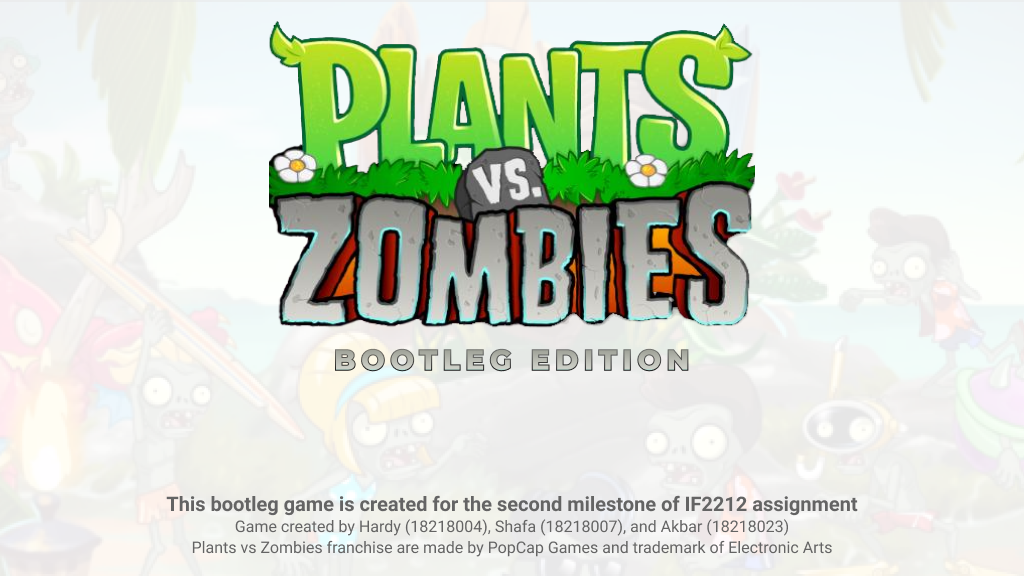 PLANTS
VS.
ZOMBIES
BOOTLEG EDITION
This bootleg game is created for the second milestone of IF2212 assignment
Game created by Hardy (18218004), Shafa (18218007), and Akbar (18218023)
Plants vs Zombies franchise are made by PopCap Games and trademark of Electronic Arts